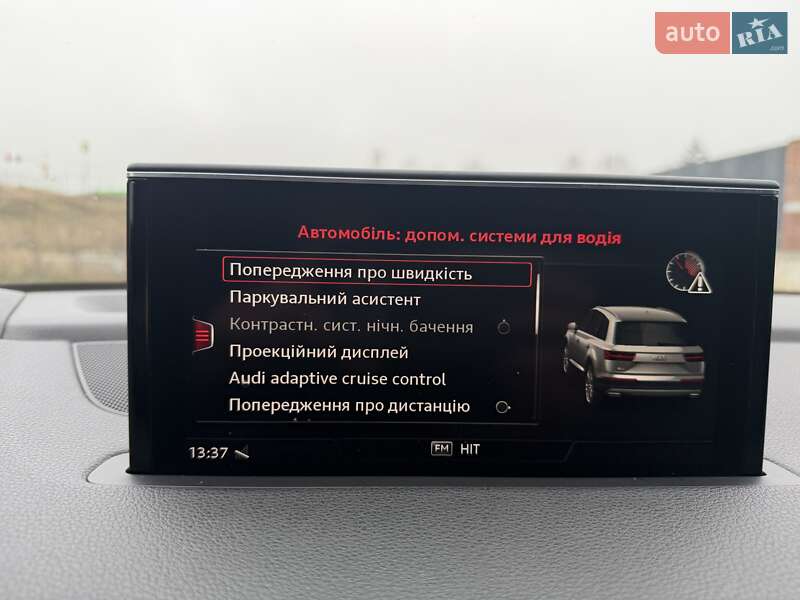 auto RIA .com
Автомобіль: допом. системи для водія
Попередження про швидкість
Паркувальний асистент
Контрастн. сист. нічн. бачення
Проекційний дисплей
Audi adaptive cruise control
Попередження про дистанцію
13:37 FM HIT